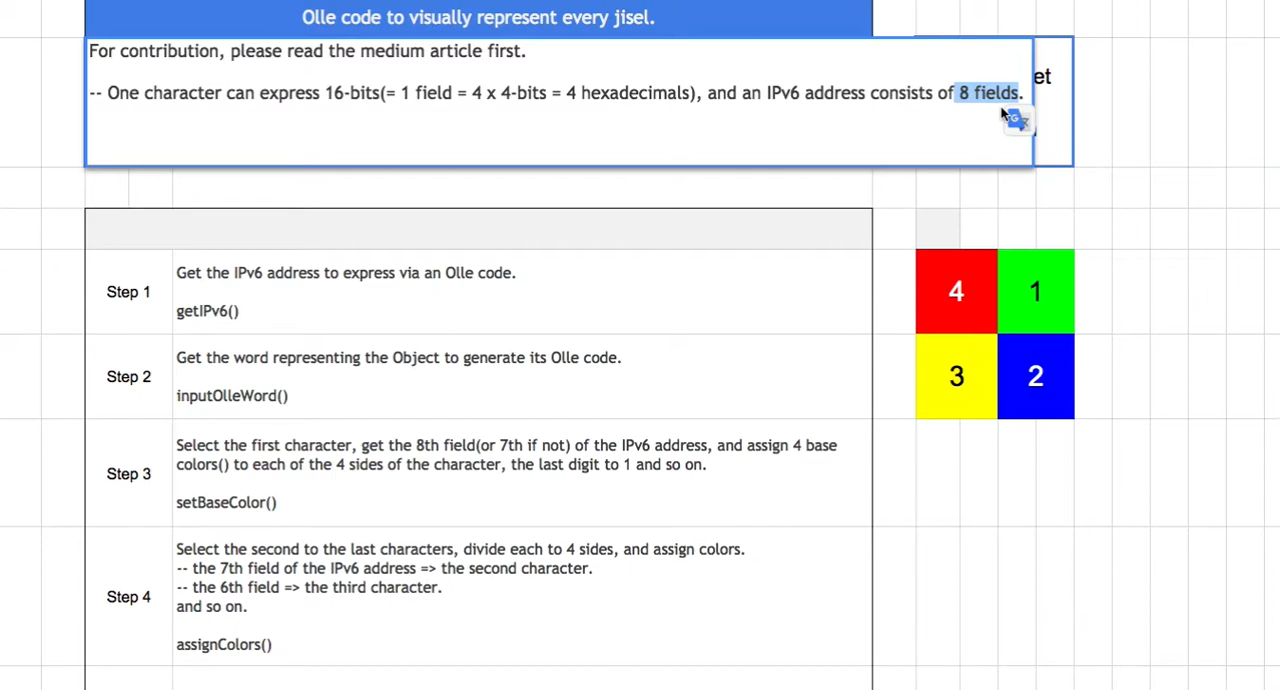 Olle code to visually represent every jisel.
For contribution, please read the medium article first.
et
-- One character can express 16-bits(= 1 field = 4 x 4-bits = 4 hexadecimals), and an IPv6 address consists of 8 fields.
Step 1
Get the IPv6 address to express via an Olle code.
getIPv6()
4 1
Step 2
Get the word representing the Object to generate its Olle code.
inputOlleWord()
3 2
Step 3
Select the first character, get the 8th field(or 7th if not) of the IPv6 address, and assign 4 base
colors() to each of the 4 sides of the character, the last digit to 1 and so on.
setBaseColor()
Step 4
Select the second to the last characters, divide each to 4 sides, and assign colors.
-- the 7th field of the IPv6 address => the second character.
-- the 6th field => the third character.
and so on.
assignColors()